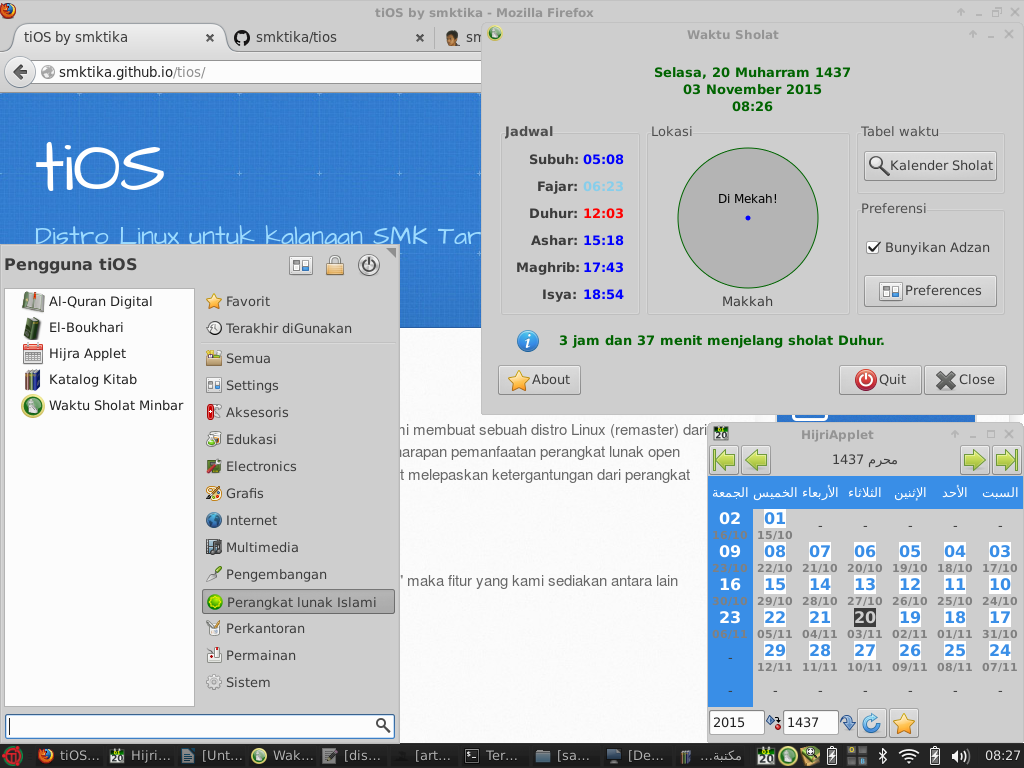 tiOS by smktika - Mozilla Firefox
tiOS by smktika
smktika/tios
sm
smktika.github.io/tios/
tiOS
Distro Linux untuk Kalangan SMK Tar
mi membuat sebuah distro Linux (remaster) dari
harapan pemanfaatan perangkat lunak open
t melepaskan ketergantungan dari perangkat
" maka fitur yang kami sediakan antara lain
Waktu Sholat
Selasa, 20 Muharram 1437
03 November 2015
08:26
Jadwal
Subuh: 05:08
Fajar: 06:23
Duhur: 12:03
Ashar: 15:18
Maghrib: 17:43
Isya: 18:54
Lokasi
Di Mekah!
Makkah
Tabel waktu
Kalender Sholat
Preferensi
Bunyikan Adzan
Preferences
3 jam dan 37 menit menjelang sholat Duhur.
About
Quit
Close
Pengguna tiOS
Al-Quran Digital
El-Boukhari
Hijra Applet
Katalog Kitab
Waktu Sholat Minbar
Favorit
Terakhir diGunakan
Semua
Settings
Aksesoris
Edukasi
Electronics
Grafis
Internet
Multimedia
Pengembangan
Perangkat lunak Islami
Perkantoran
Permainan
Sistem
HijriApplet
محرم 1437
السبت الأحد الإثنين الثلاثاء الأربعاء الخميس الجمعة
02 01 - - - - -
15/10
09 08 07 06 05 04 03
22/10 21/10 20/10 19/10 18/10 17/10
16 15 14 13 12 11 10
29/10 28/10 27/10 26/10 25/10 24/10
23 22 21 20 19 18 17
05/11 04/11 03/11 02/11 01/11 31/10
- 29 28 27 26 25 24
12/11 11/11 10/11 09/11 08/11 07/11
- - - - - - -
2015 1437
tiOS... Hijri... [Unt... Wak... [dis... [art... Ter... [sa... [De... مكتبة... 20 08:27